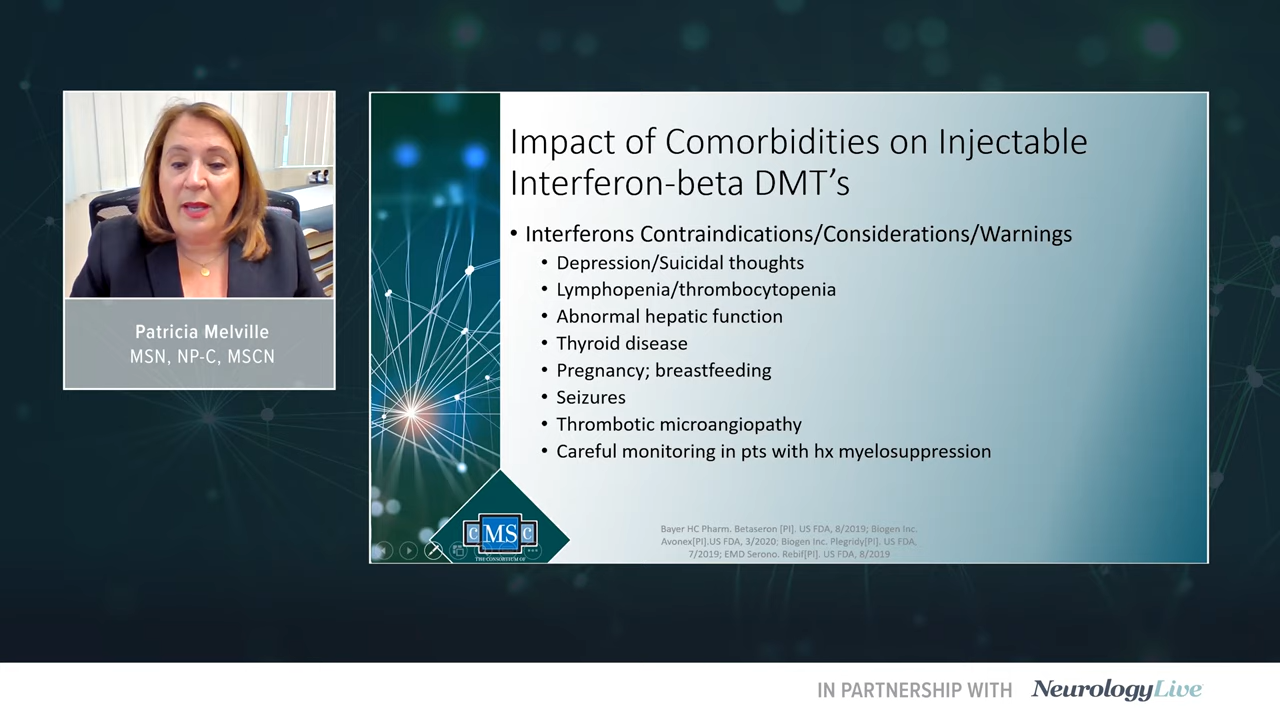 Patricia Melville
MSN, NP-C, MSCN
Impact of Comorbidities on Injectable
Interferon-beta DMT’s
• Interferons Contraindications/Considerations/Warnings
• Depression/Suicidal thoughts
• Lymphopenia/thrombocytopenia
• Abnormal hepatic function
• Thyroid disease
• Pregnancy; breastfeeding
• Seizures
• Thrombotic microangiopathy
• Careful monitoring in pts with hx myelosuppression
Bayer HC Pharm. Betaseron [PI]. US FDA, 8/2019; Biogen Inc.
Avonex[PI].US FDA, 3/2020; Biogen Inc. Plegridy[PI]. US FDA,
7/2019; EMD Serono. Rebif[PI]. US FDA, 8/2019
C MS C
THE CONSORTIUM OF
IN PARTNERSHIP WITH NeurologyLive